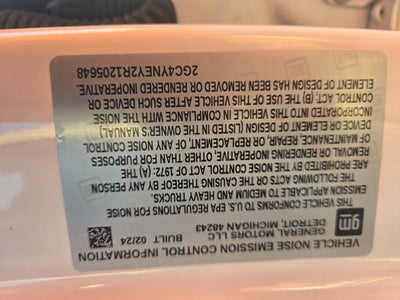 VEHICLE NOISE EMISSION CONTROL INFORMATION
gm
GENERAL MOTORS LLC
DETROIT, MICHIGAN 48243
BUILT 02/24
THIS U.S. EPA REGULATIONS FOR NOISE
EMISSION APPLICABLE TO MEDIUM AND HEAVY TRUCKS.
THE FOLLOWING ACTS OR THE CAUSING THEREOF BY ANY PERSON
ARE PROHIBITED BY THE NOISE CONTROL ACT OF 1972: (A) THE
REMOVAL OR RENDERING INOPERATIVE, OTHER THAN FOR PURPOSES
OF MAINTENANCE, REPAIR, OR REPLACEMENT, OF ANY NOISE CONTROL
DEVICE OR ELEMENT OF DESIGN (LISTED IN THE OWNER'S MANUAL)
INCORPORATED INTO THIS VEHICLE IN COMPLIANCE WITH THE NOISE
CONTROL ACT, (B) THE USE OF THIS VEHICLE AFTER SUCH DEVICE OR
ELEMENT OF DESIGN HAS BEEN REMOVED OR RENDERED INOPERATIVE.
2GC4YNEY2R1205648